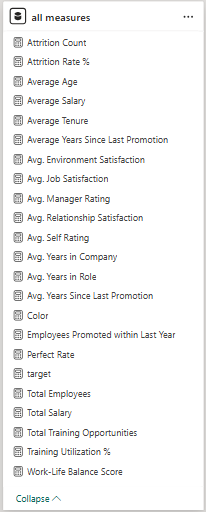 all measures
Attrition Count
Attrition Rate %
Average Age
Average Salary
Average Tenure
Average Years Since Last Promotion
Avg. Environment Satisfaction
Avg. Job Satisfaction
Avg. Manager Rating
Avg. Relationship Satisfaction
Avg. Self Rating
Avg. Years in Company
Avg. Years in Role
Avg. Years Since Last Promotion
Color
Employees Promoted within Last Year
Perfect Rate
target
Total Employees
Total Salary
Total Training Opportunities
Training Utilization %
Work-Life Balance Score
Collapse